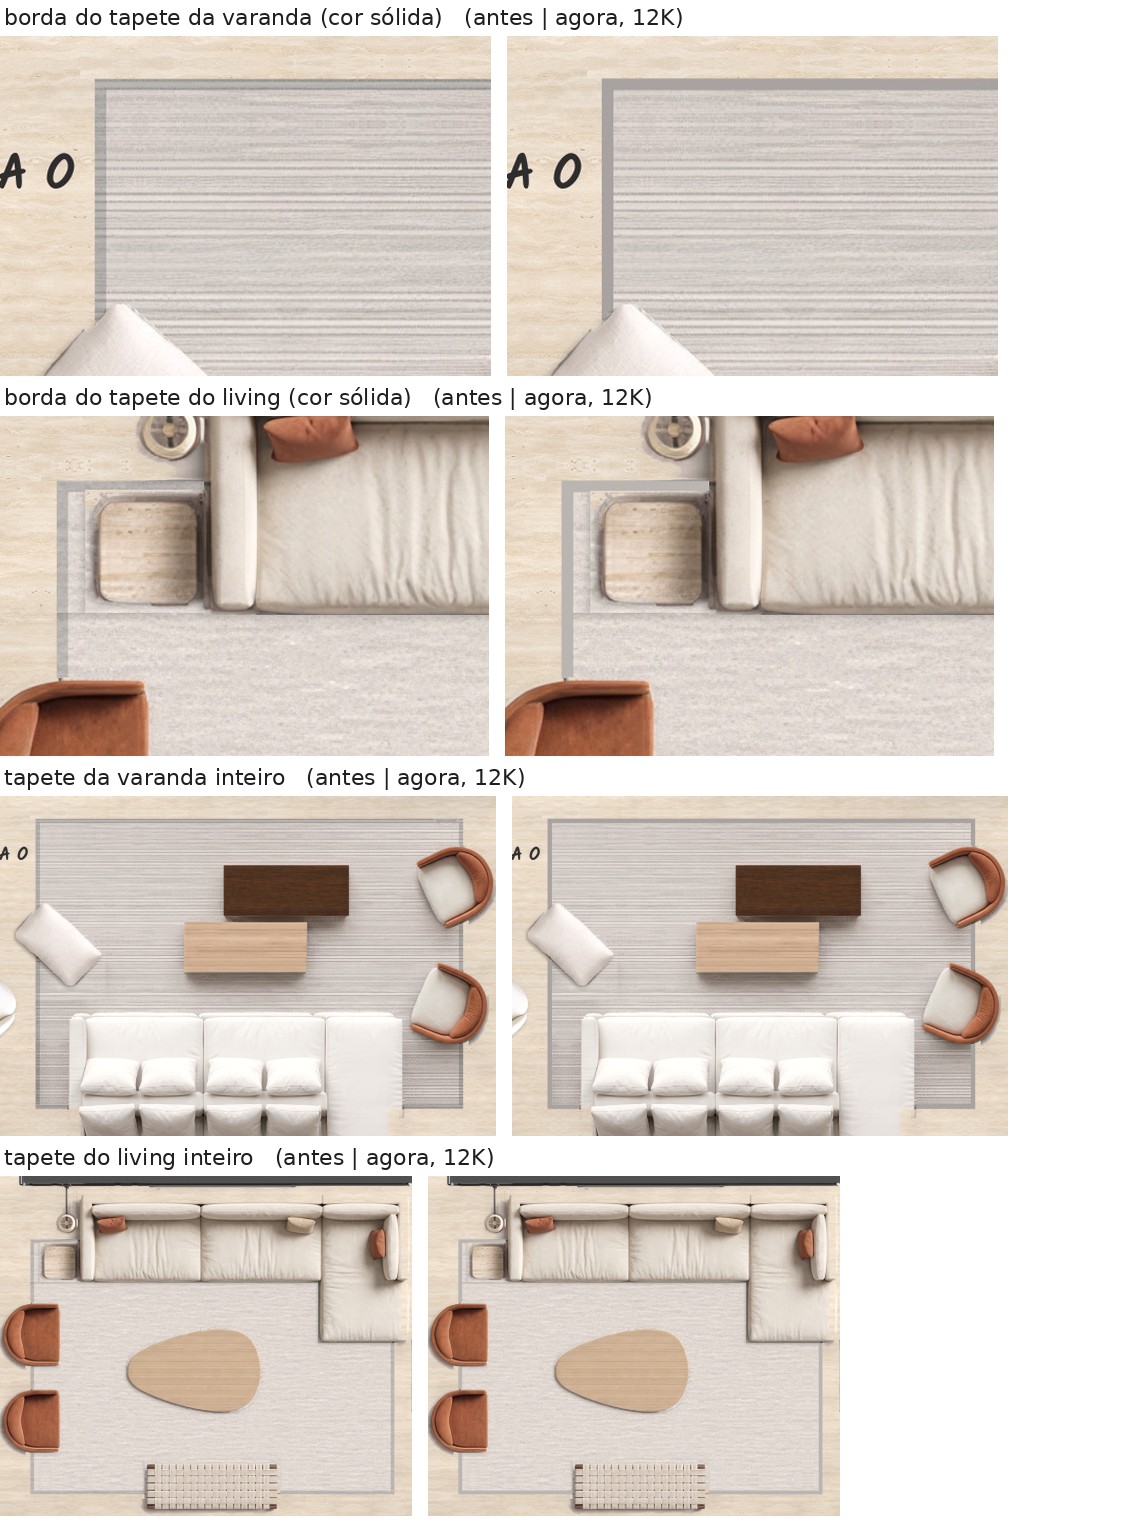 borda do tapete da varanda (cor sólida)   (antes | agora, 12K)
A O
A O
borda do tapete do living (cor sólida)   (antes | agora, 12K)
tapete da varanda inteiro   (antes | agora, 12K)
A O
A O
tapete do living inteiro   (antes | agora, 12K)